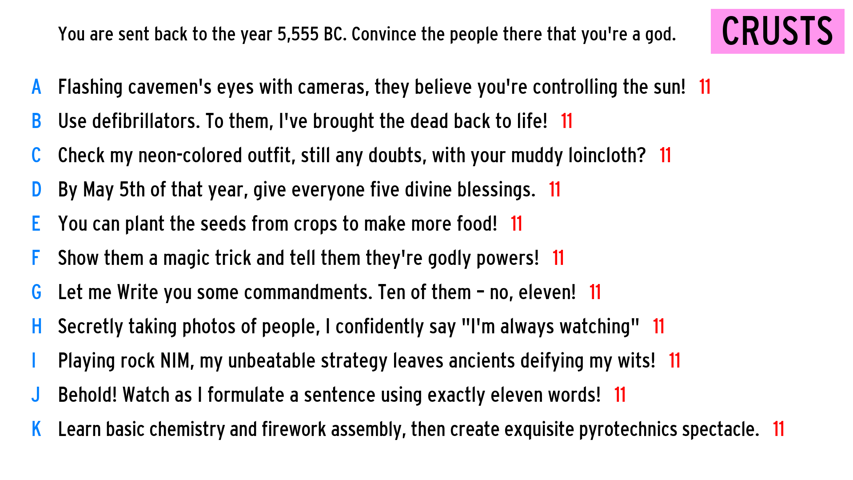 You are sent back to the year 5,555 BC. Convince the people there that you're a god.
CRUSTS
A Flashing cavemen's eyes with cameras, they believe you're controlling the sun! 11
B Use defibrillators. To them, I've brought the dead back to life! 11
C Check my neon-colored outfit, still any doubts, with your muddy loincloth? 11
D By May 5th of that year, give everyone five divine blessings. 11
E You can plant the seeds from crops to make more food! 11
F Show them a magic trick and tell them they're godly powers! 11
G Let me Write you some commandments. Ten of them – no, eleven! 11
H Secretly taking photos of people, I confidently say "I'm always watching" 11
I Playing rock NIM, my unbeatable strategy leaves ancients deifying my wits! 11
J Behold! Watch as I formulate a sentence using exactly eleven words! 11
K Learn basic chemistry and firework assembly, then create exquisite pyrotechnics spectacle. 11